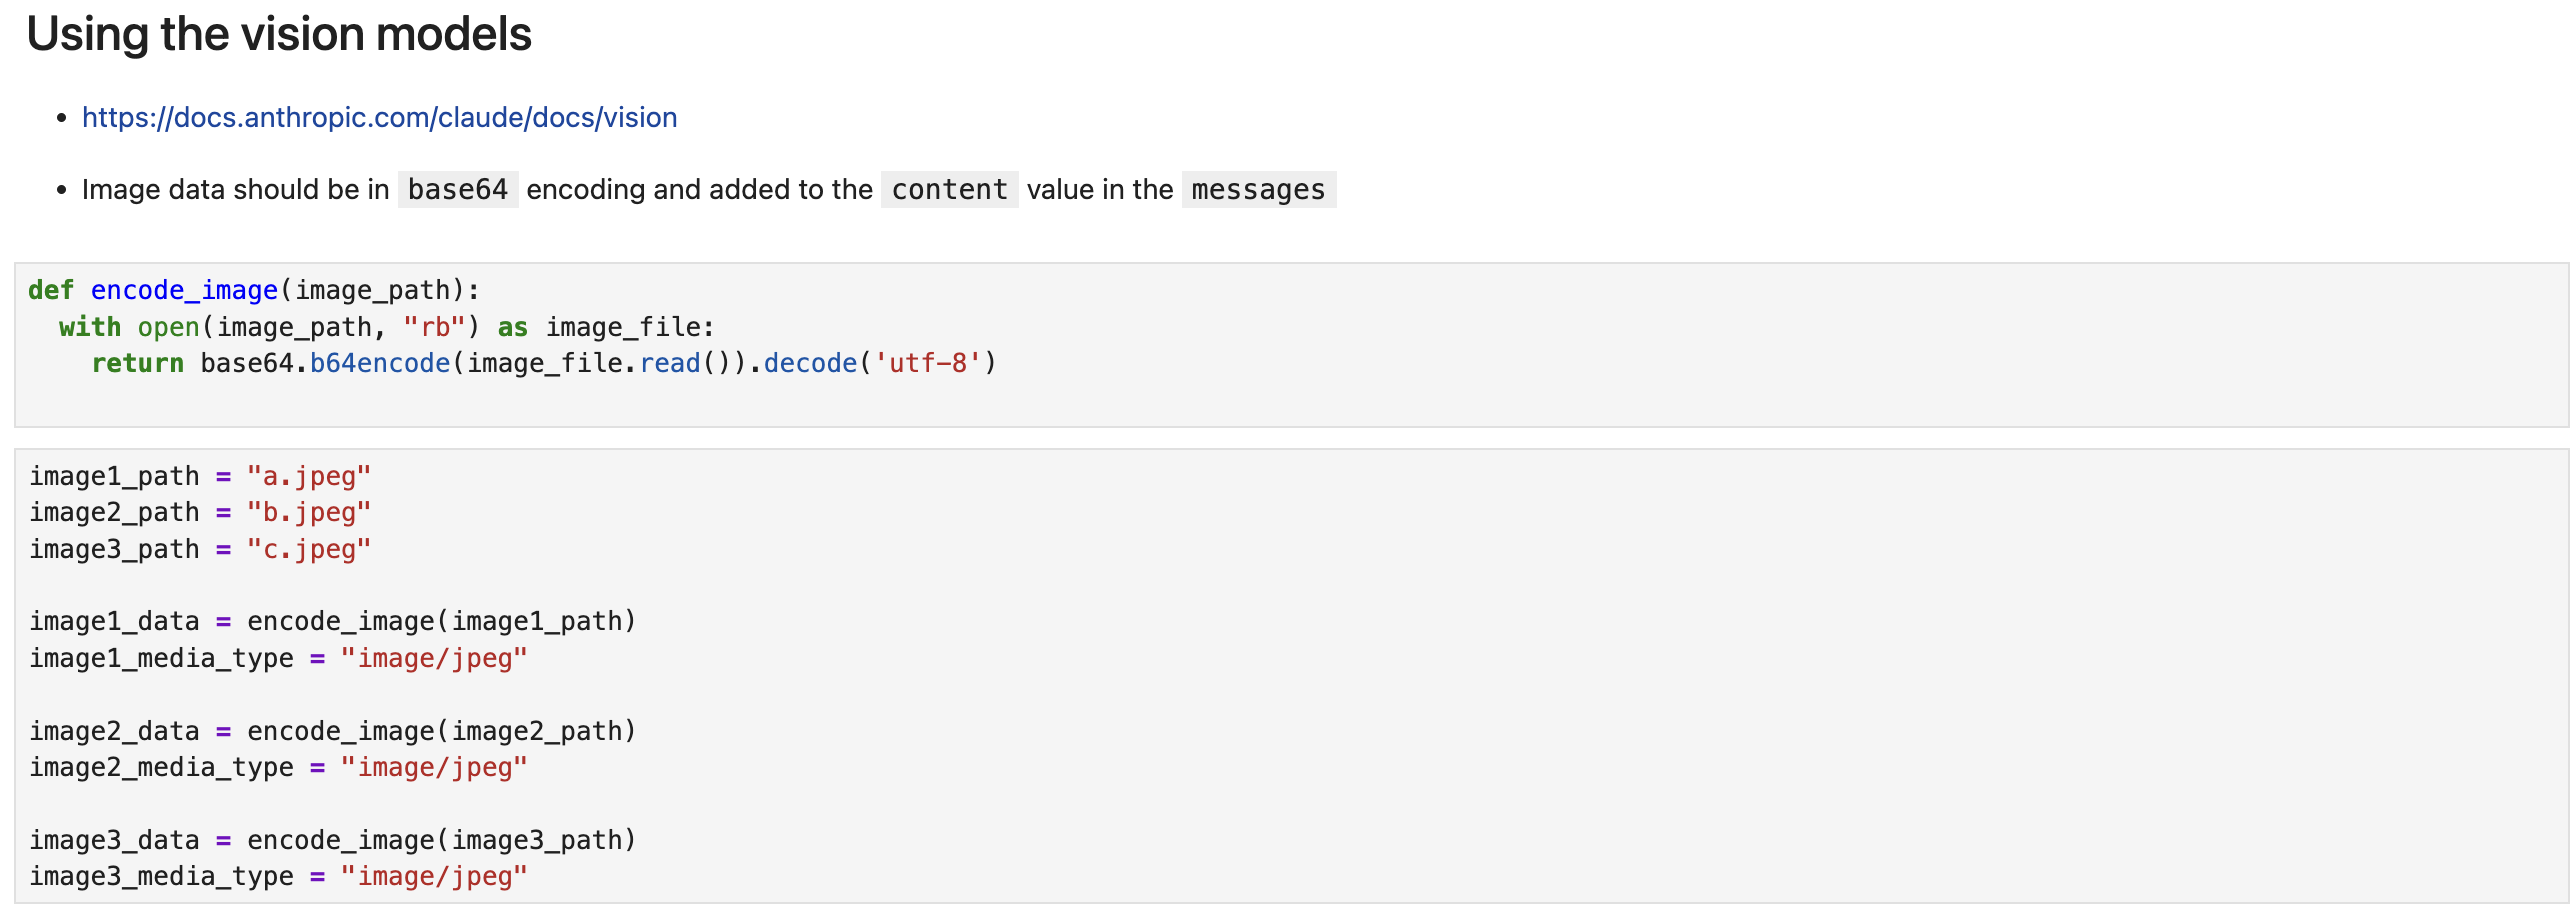 Using the vision models
• https://docs.anthropic.com/claude/docs/vision
• Image data should be in base64 encoding and added to the content value in the messages
def encode_image(image_path):
  with open(image_path, "rb") as image_file:
    return base64.b64encode(image_file.read()).decode('utf-8')
image1_path = "a.jpeg"
image2_path = "b.jpeg"
image3_path = "c.jpeg"
image1_data = encode_image(image1_path)
image1_media_type = "image/jpeg"
image2_data = encode_image(image2_path)
image2_media_type = "image/jpeg"
image3_data = encode_image(image3_path)
image3_media_type = "image/jpeg"